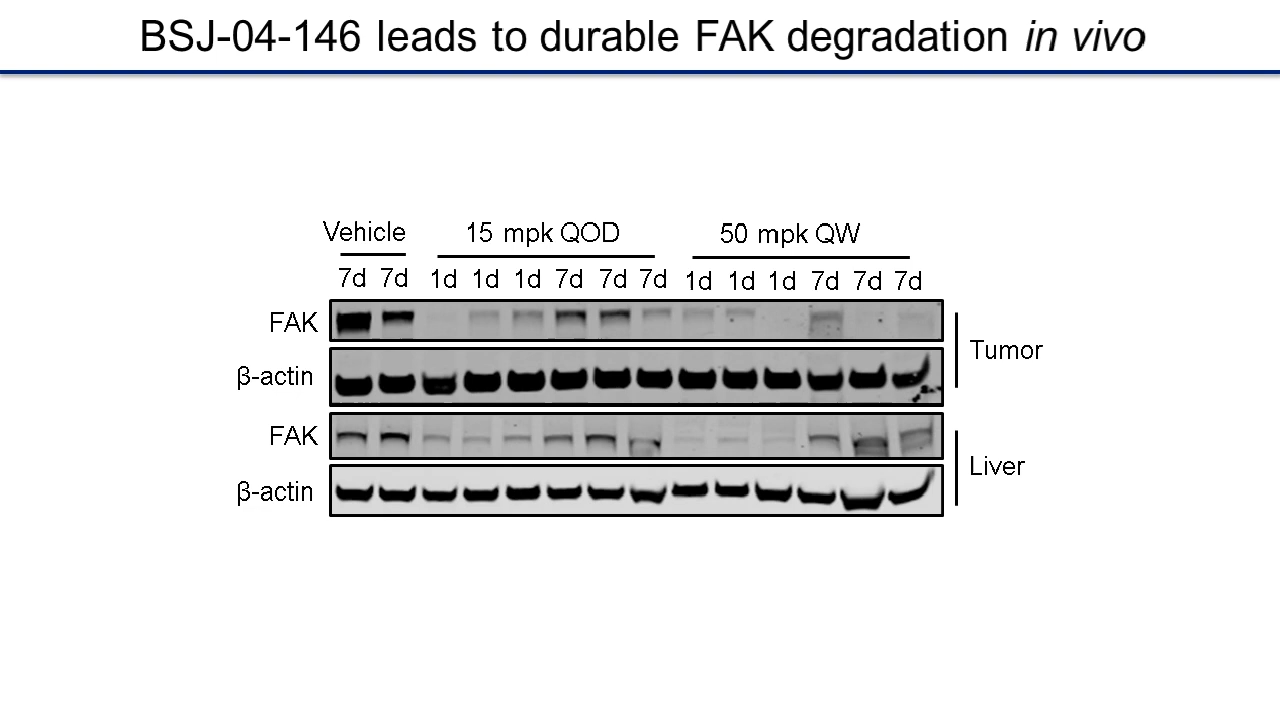 BSJ-04-146 leads to durable FAK degradation in vivo
Vehicle 15 mpk QOD 50 mpk QW
7d 7d 1d 1d 1d 7d 7d 7d 1d 1d 1d 7d 7d 7d
FAK
Tumor
β-actin
FAK
Liver
β-actin